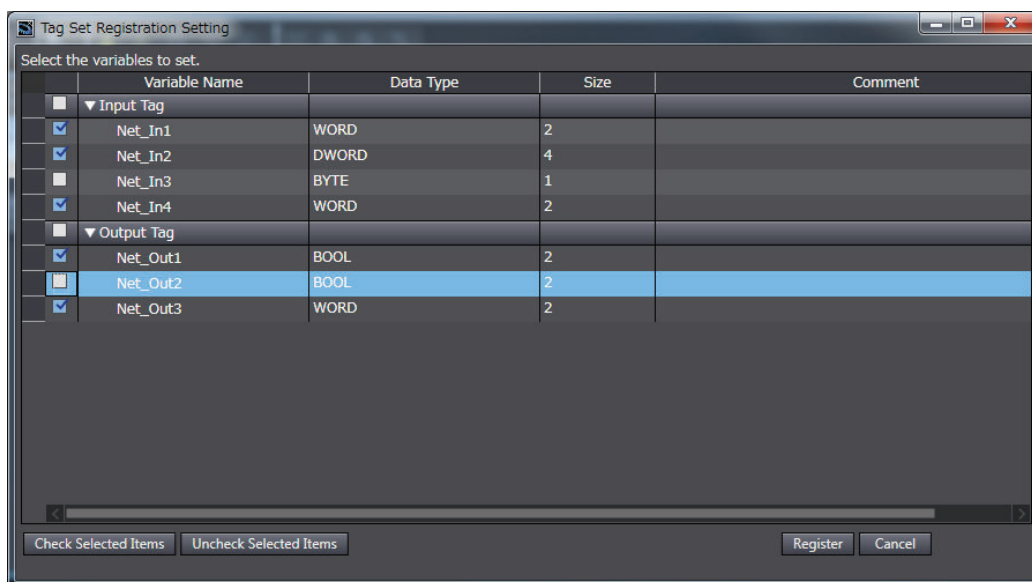 Tag Set Registration Setting
Select the variables to set.
Variable Name Data Type Size Comment
▼ Input Tag
Net_In1 WORD 2
Net_In2 DWORD 4
Net_In3 BYTE 1
Net_In4 WORD 2
▼ Output Tag
Net_Out1 BOOL 2
Net_Out2 BOOL 2
Net_Out3 WORD 2
Check Selected Items Uncheck Selected Items Register Cancel